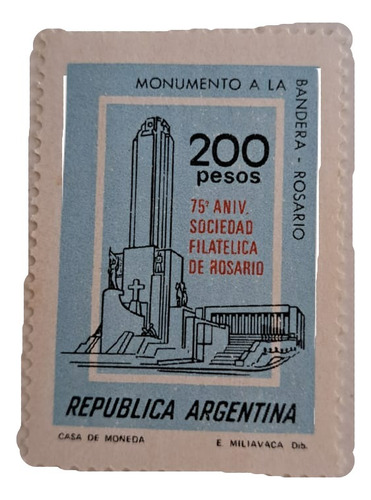 MONUMENTO A LA
BANDERA - ROSARIO
200
pesos
75º ANIV.
SOCIEDAD
FILATELICA
DE ROSARIO
REPUBLICA ARGENTINA
CASA DE MONEDA
E. MILIAVACA Dib.